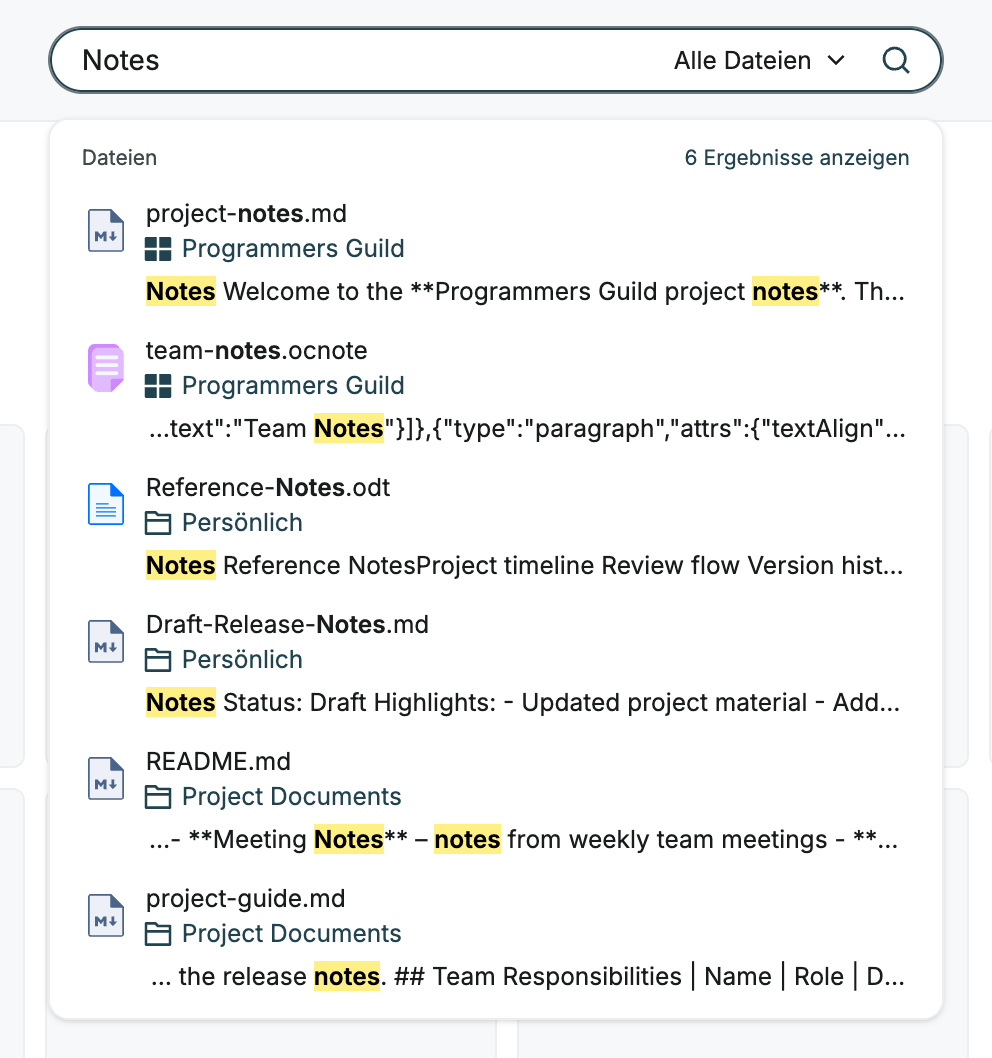 Notes
Alle Dateien
Dateien
6 Ergebnisse anzeigen
project-notes.md
M
Programmers Guild
Notes Welcome to the **Programmers Guild project notes**. Th...
team-notes.ocnote
Programmers Guild
...text":"Team Notes"}]},{"type":"paragraph","attrs":{"textAlign"...
Reference-Notes.odt
Persönlich
Notes Reference NotesProject timeline Review flow Version hist...
Draft-Release-Notes.md
M
Persönlich
Notes Status: Draft Highlights: - Updated project material - Add...
README.md
M
Project Documents
...- **Meeting Notes** – notes from weekly team meetings - **...
project-guide.md
M
Project Documents
... the release notes. ## Team Responsibilities | Name | Role | D...